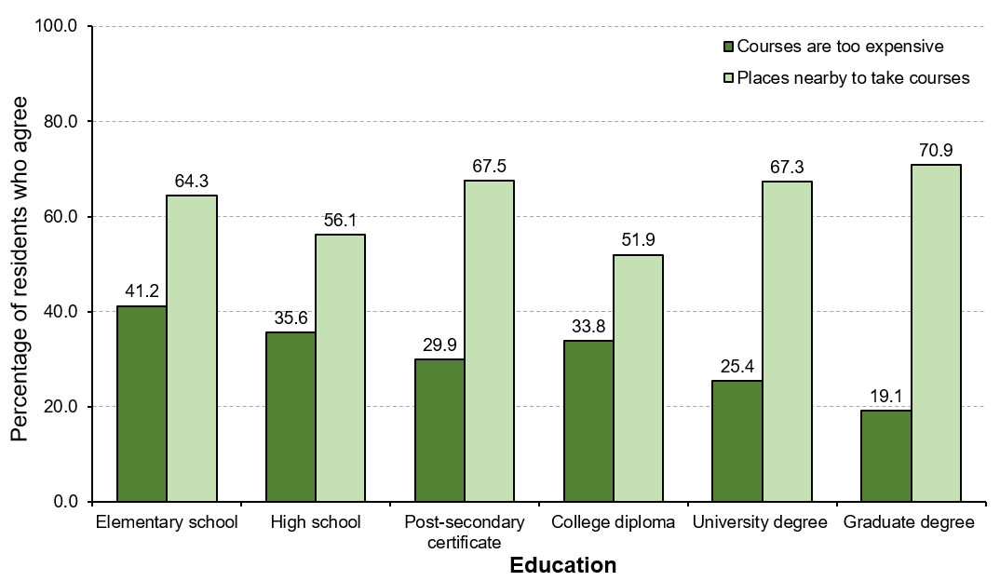 100.0
80.0
60.0
40.0
20.0
0.0
Percentage of residents who agree
Courses are too expensive
Places nearby to take courses
41.2
64.3
35.6
56.1
29.9
67.5
33.8
51.9
25.4
67.3
19.1
70.9
Elementary school
High school
Post-secondary
certificate
College diploma
University degree
Graduate degree
Education